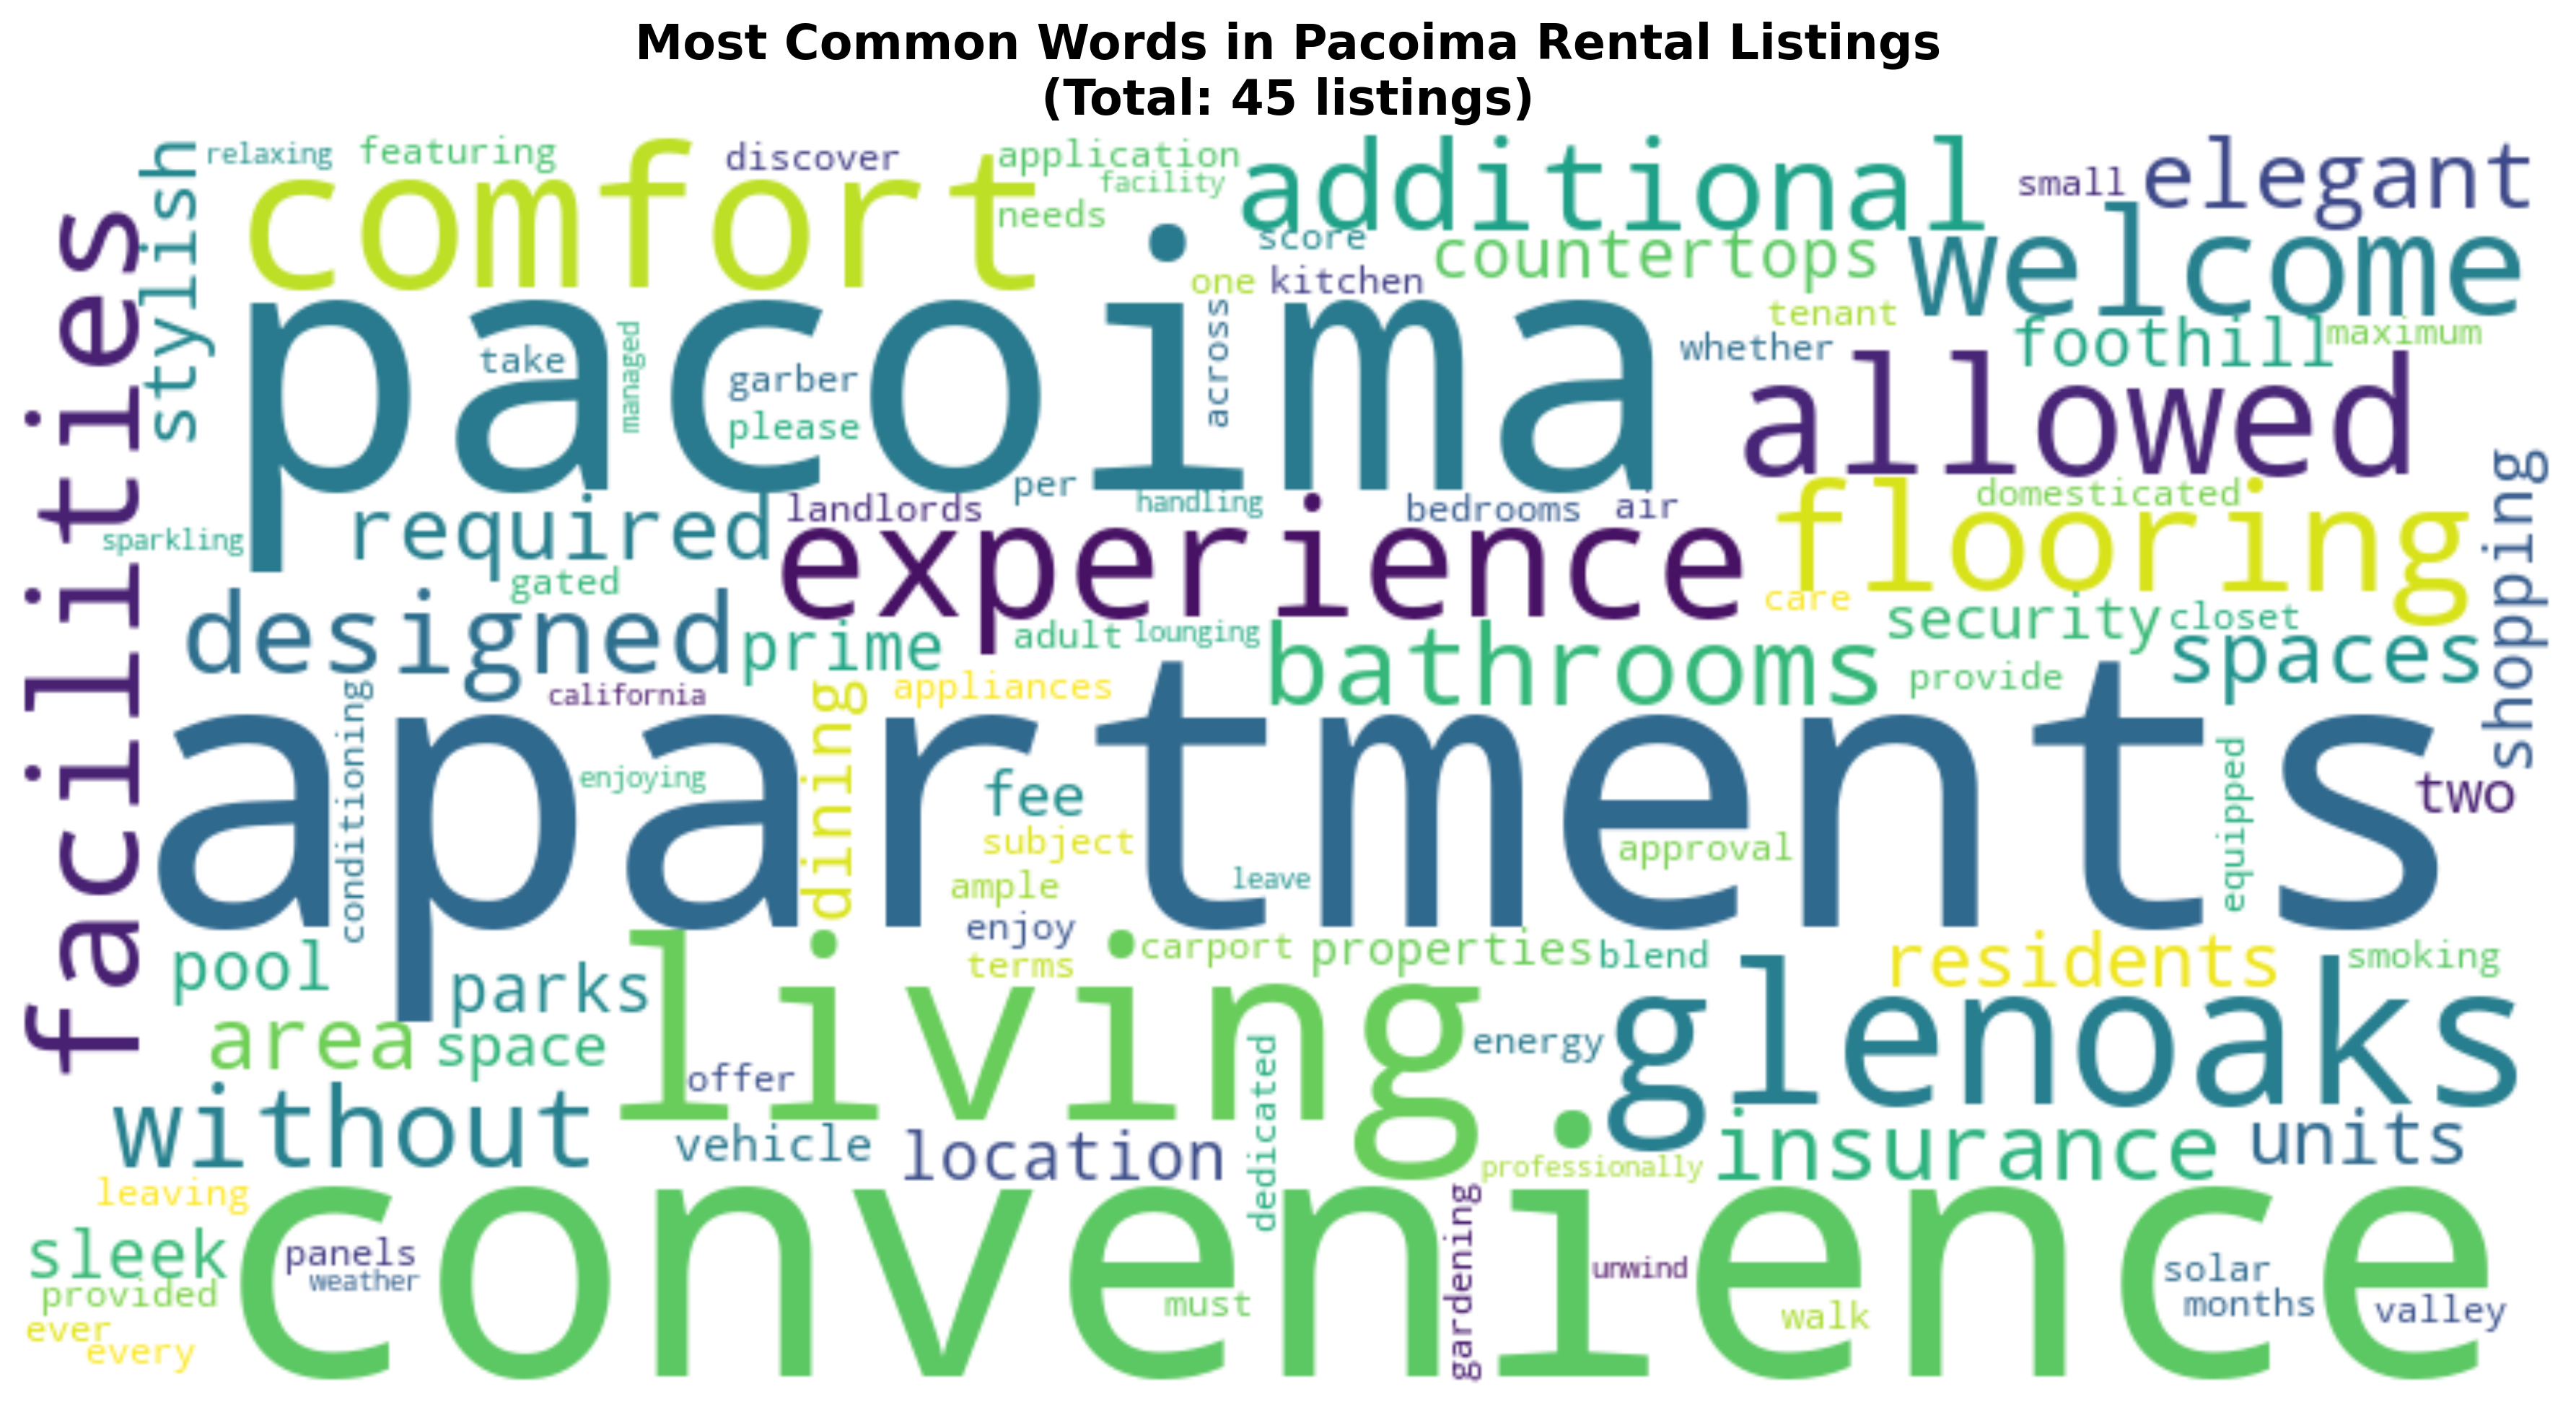 Most Common Words in Pacoima Rental Listings
(Total: 45 listings)
relaxing
featuring
discover
application
facility
needs
additional
small
elegant
stylish
comfort
score
countertops
welcome
one
kitchen
facilities
pacoima
take
managed
garber
please
across
tenant
whether
foothill
maximum
allowed
shopping
per
landlords
handling
bedrooms
air
domesticated
required
experience
flooring
sparkling
gated
care
designed
prime
adult
lounging
bathrooms
security
closet
spaces
provide
california
appliances
conditioning
dining
apartments
enjoying
fee
two
equipped
subject
approval
ample
leave
enjoy
terms
carport
properties
blend
residents
smoking
pool
parks
living
glenoaks
area
space
energy
offer
dedicated
without
vehicle
location
insurance
units
professionally
leaving
convenience
gardening
sleek
panels
weather
unwind
solar
provided
must
walk
months
valley
ever
every